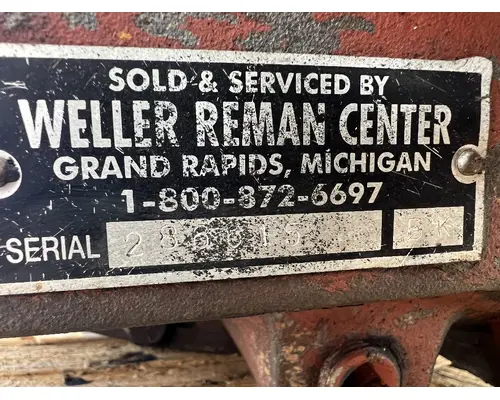 SOLD & SERVICED BY
WELLER REMAN CENTER
GRAND RAPIDS, MICHIGAN
1-800-872-6697
SERIAL